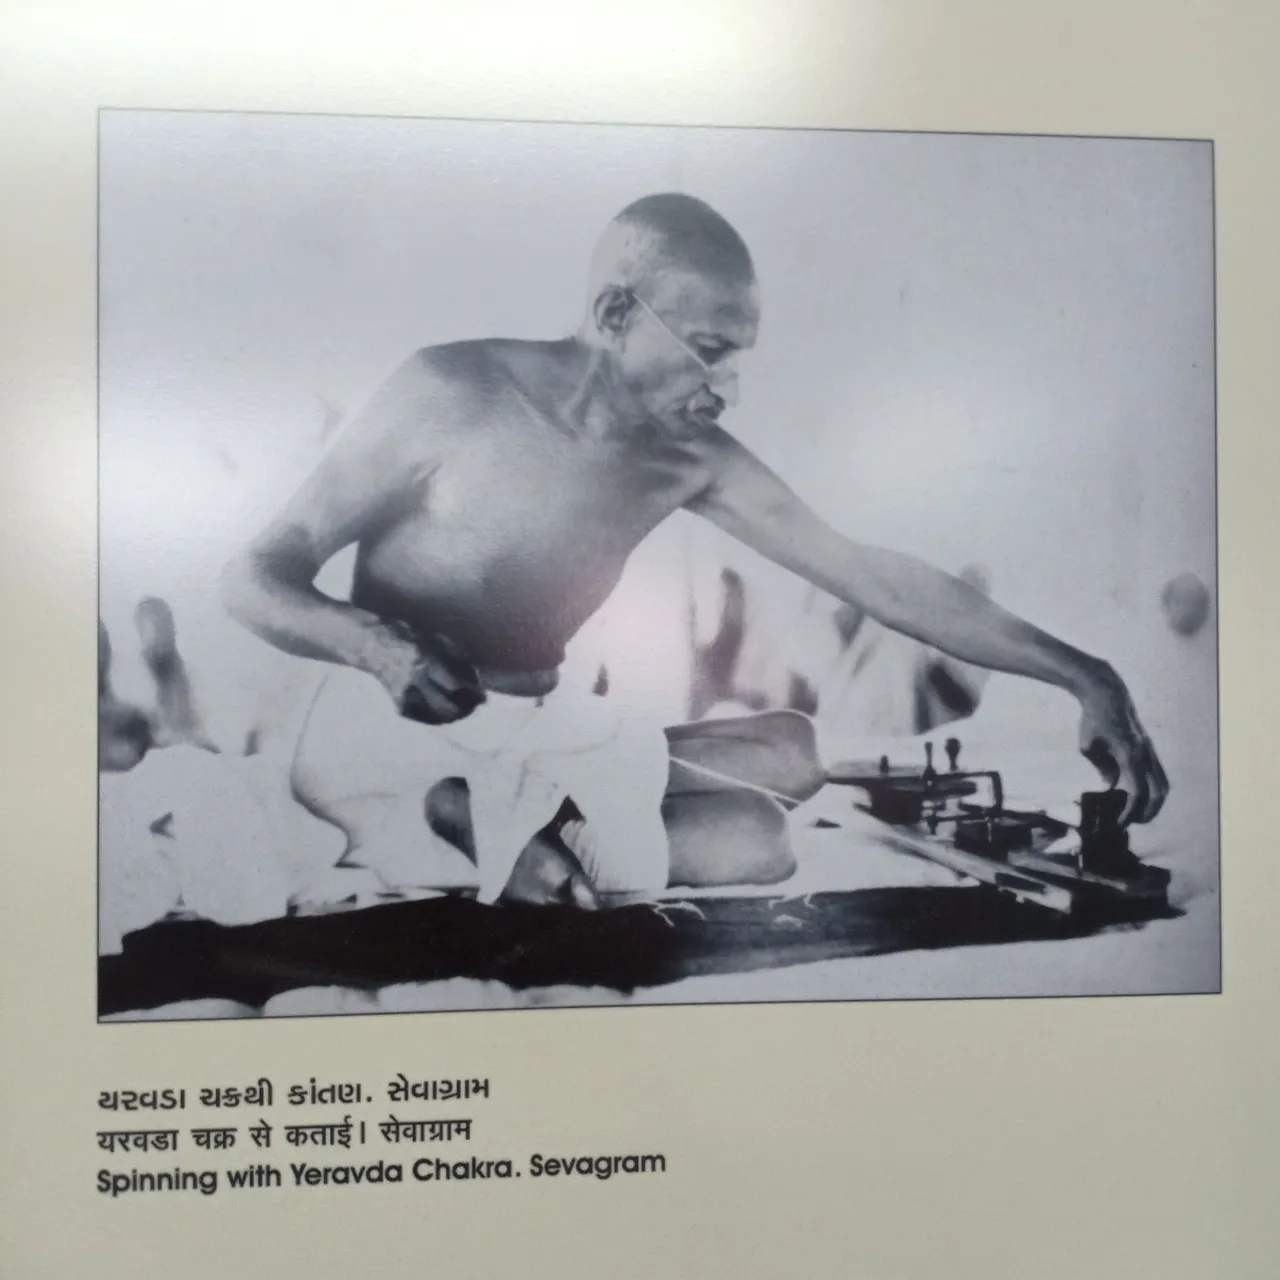 યરવડા ચક્રથી કાંતણ. સેવાગ્રામ
यरवडा चक्र से कताई। सेवाग्राम
Spinning with Yeravda Chakra. Sevagram